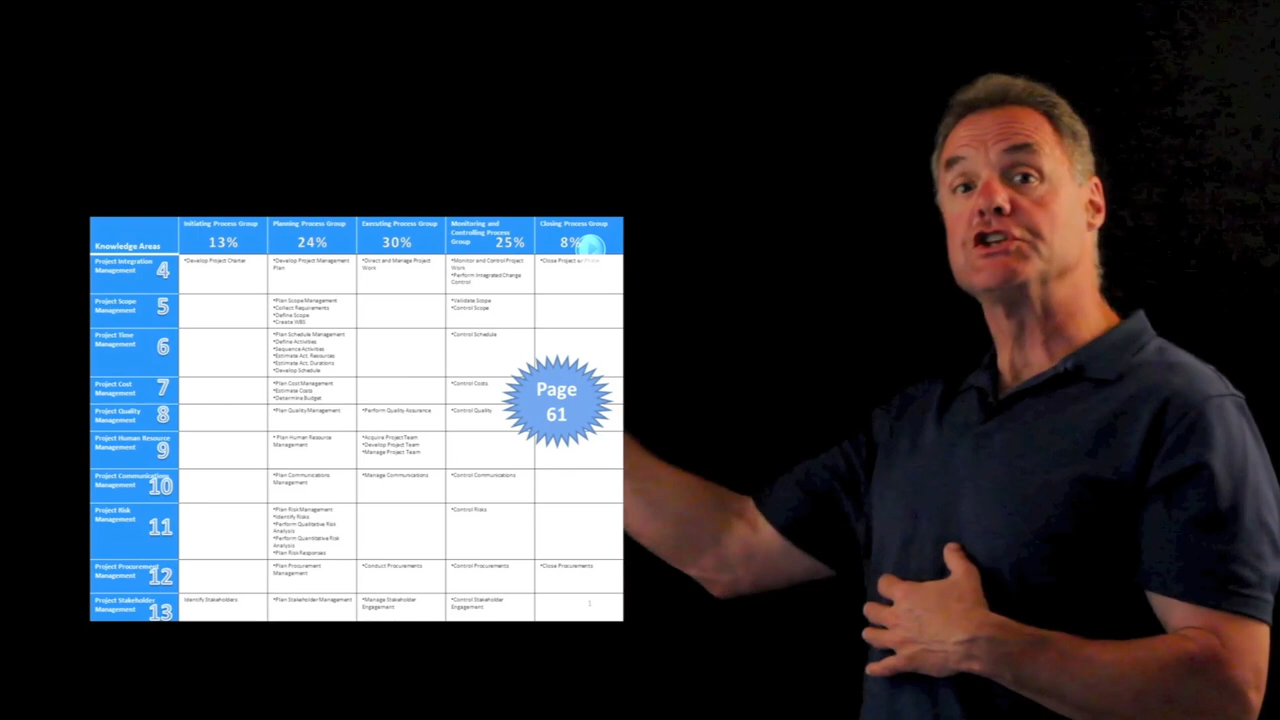 Knowledge Areas
Initiating Process Group
13%
Planning Process Group
24%
Executing Process Group
30%
Monitoring and
Controlling Process
Group 25%
Closing Process Group
8%
Project Integration
Management 4
•Develop Project Charter
•Develop Project Management
Plan
•Direct and Manage Project
Work
•Monitor and Control Project
Work
•Perform Integrated Change
Control
•Close Project or Phase
Project Scope
Management 5
•Plan Scope Management
•Collect Requirements
•Define Scope
•Create WBS
•Validate Scope
•Control Scope
Project Time
Management 6
•Plan Schedule Management
•Define Activities
•Sequence Activities
•Estimate Act. Resources
•Estimate Act. Durations
•Develop Schedule
•Control Schedule
Project Cost
Management 7
•Plan Cost Management
•Estimate Costs
•Determine Budget
•Control Costs
Page
61
Project Quality
Management 8
•Plan Quality Management
•Perform Quality Assurance
•Control Quality
Project Human Resource
Management 9
• Plan Human Resource
Management
•Acquire Project Team
•Develop Project Team
•Manage Project Team
Project Communications
Management 10
•Plan Communications
Management
•Manage Communications
•Control Communications
Project Risk
Management 11
•Plan Risk Management
•Identify Risks
•Perform Qualitative Risk
Analysis
•Perform Quantitative Risk
Analysis
•Plan Risk Responses
•Control Risks
Project Procurement
Management 12
•Plan Procurement
Management
•Conduct Procurements
•Control Procurements
•Close Procurements
Project Stakeholder
Management 13
Identify Stakeholders
•Plan Stakeholder Management
•Manage Stakeholder
Engagement
•Control Stakeholder
Engagement
1